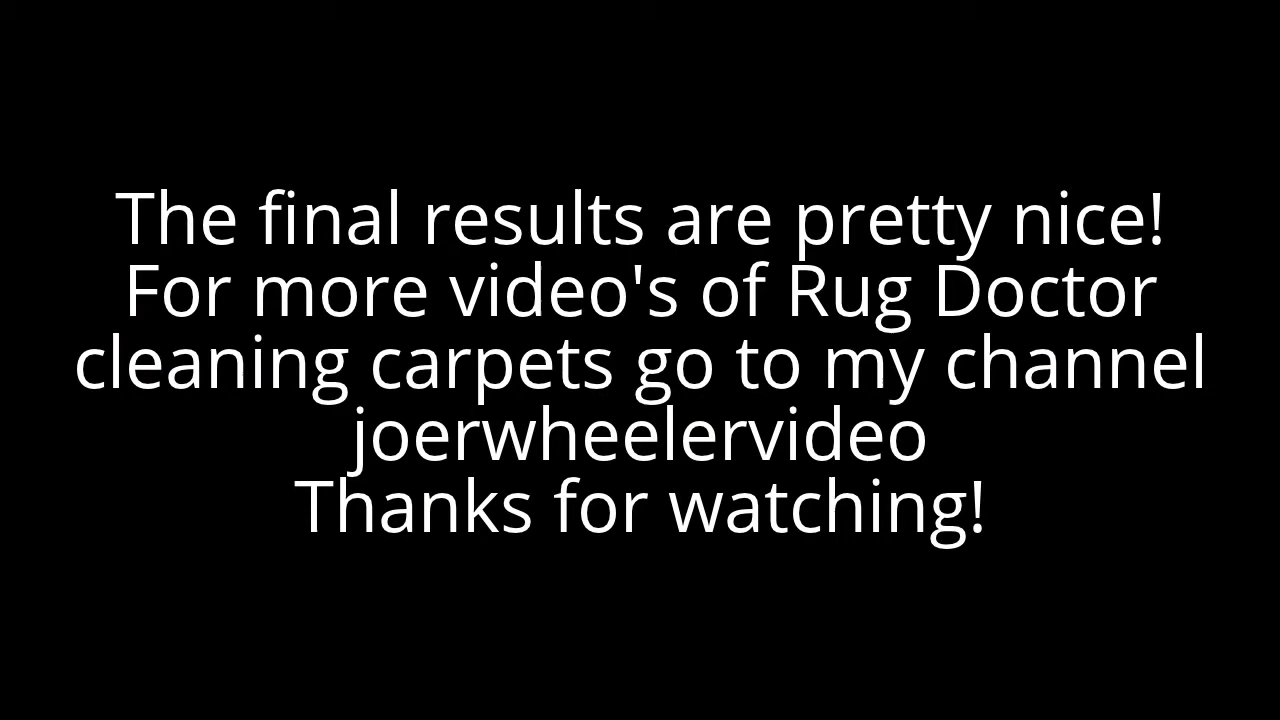 The final results are pretty nice!
For more video's of Rug Doctor
cleaning carpets go to my channel
joerwheelervideo
Thanks for watching!